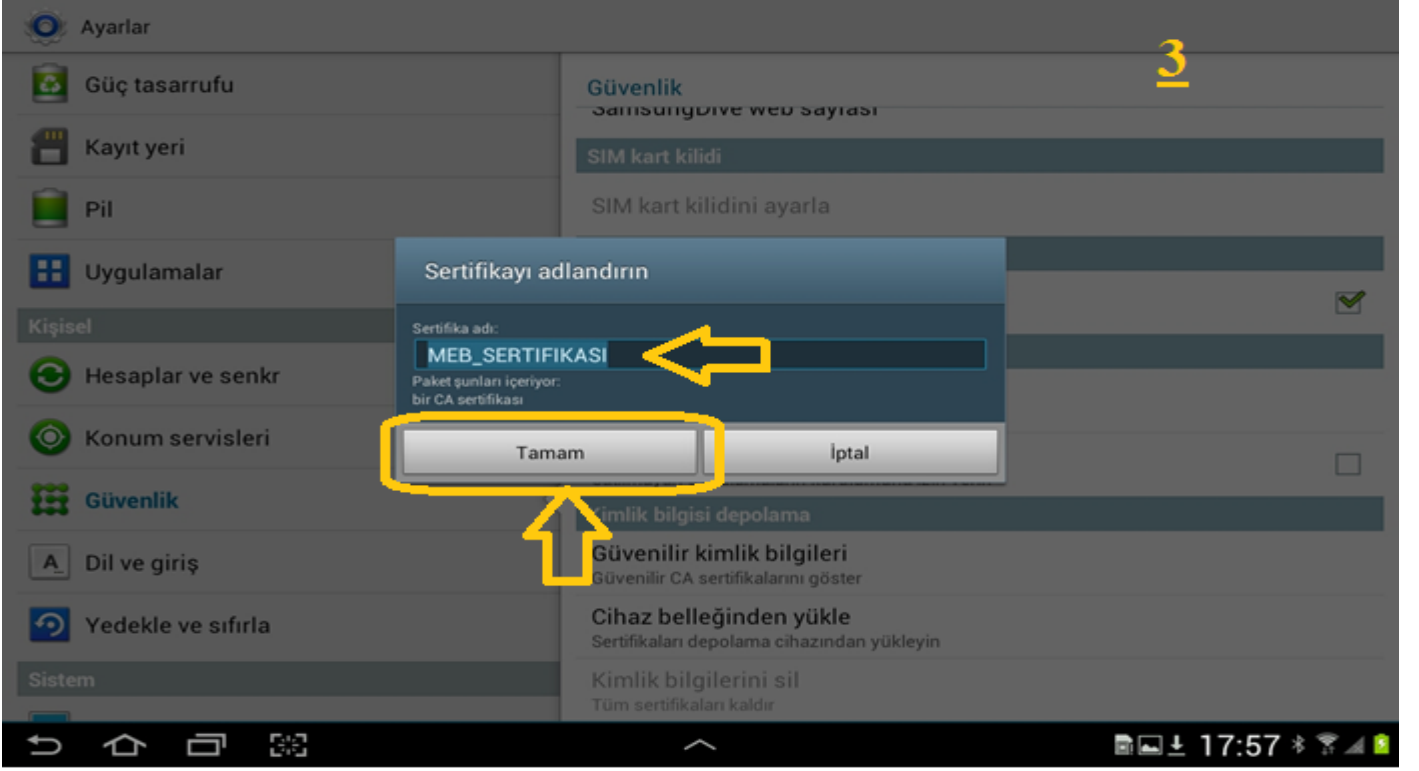 Ayarlar
3
Güç tasarrufu
Kayıt yeri
Pil
Uygulamalar
Kişisel
Hesaplar ve senkr
Konum servisleri
Güvenlik
Dil ve giriş
Yedekle ve sıfırla
Sistem
Güvenlik
SamsungDive web sayfası
SIM kart kilidi
SIM kart kilidini ayarla
Sertifikayı adlandırın
Sertifika adı:
MEB_SERTIFIKASI
Paket şunları içeriyor:
bir CA sertifikası
Tamam
İptal
Kimlik bilgisi depolama
Güvenilir kimlik bilgileri
Güvenilir CA sertifikalarını göster
Cihaz belleğinden yükle
Sertifikaları depolama cihazından yükleyin
Kimlik bilgilerini sil
Tüm sertifikaları kaldır
17:57